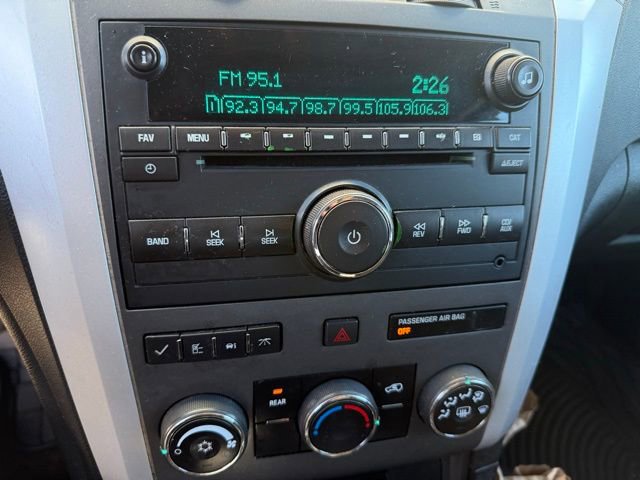 FM 95.1 2:26
1 92.3 94.7 98.7 99.5 105.9 106.3
FAV MENU CAT
EJECT
BAND SEEK SEEK REV FWD CD/
AUX
PASSENGER AIR BAG
OFF
REAR